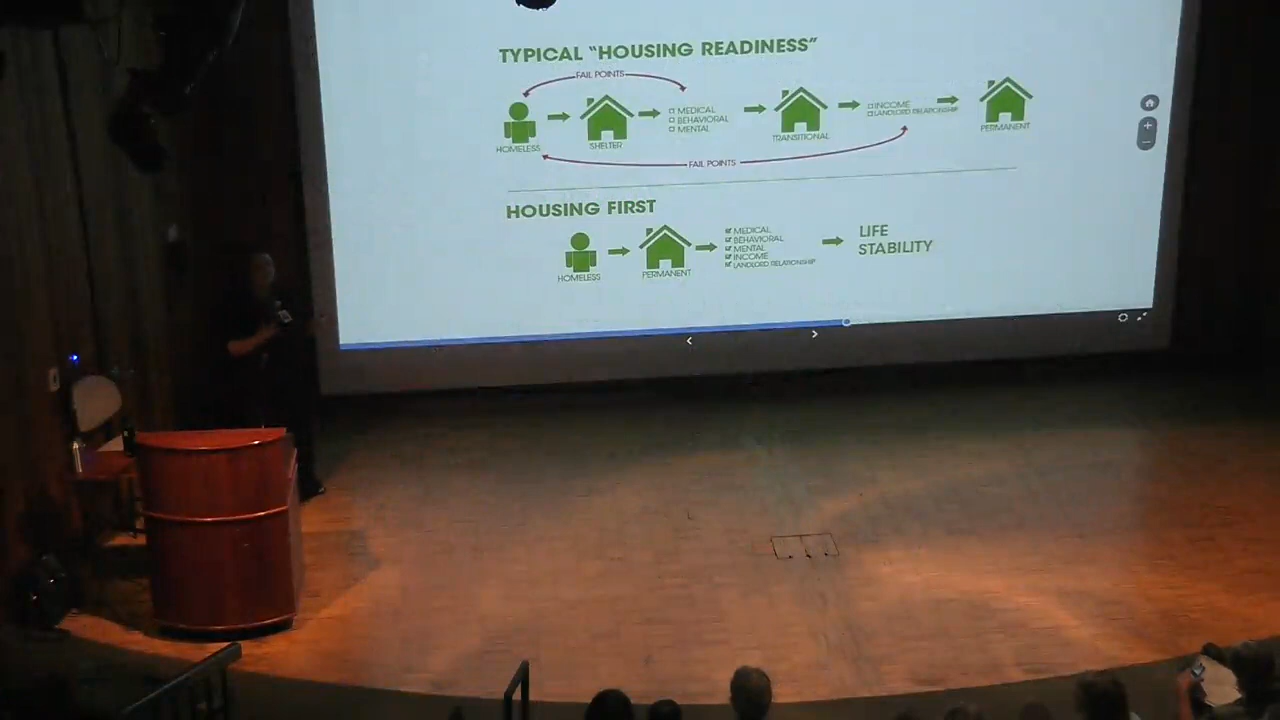 TYPICAL “HOUSING READINESS”
FAIL POINTS
HOMELESS
SHELTER
MEDICAL
BEHAVIORAL
MENTAL
TRANSITIONAL
INCOME
LANDLORD RELATIONSHIP
PERMANENT
FAIL POINTS
HOUSING FIRST
HOMELESS
PERMANENT
MEDICAL
BEHAVIORAL
MENTAL
INCOME
LANDLORD RELATIONSHIP
LIFE
STABILITY